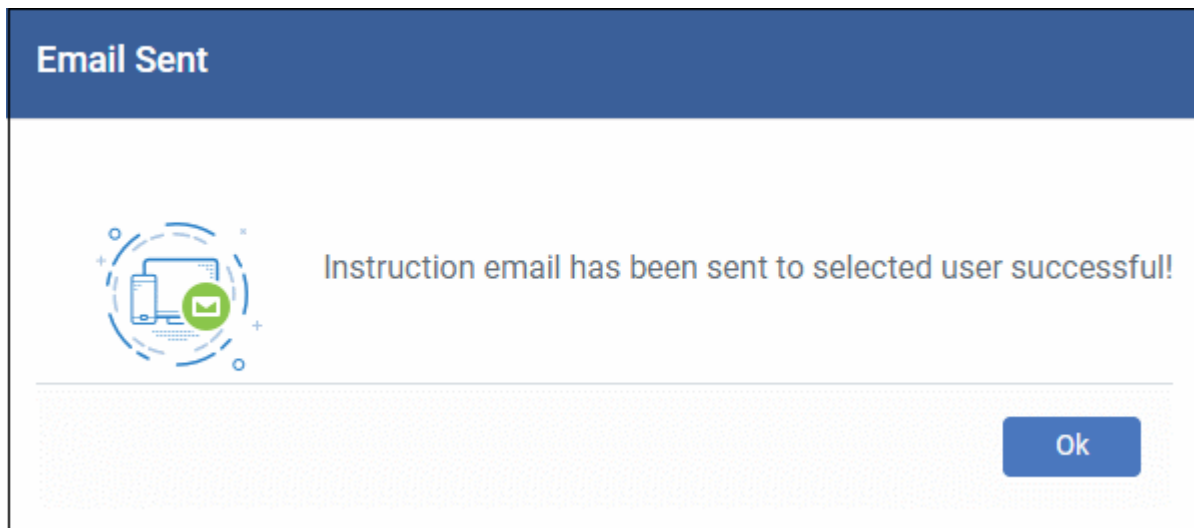 Email Sent
Instruction email has been sent to selected user successful!
Ok